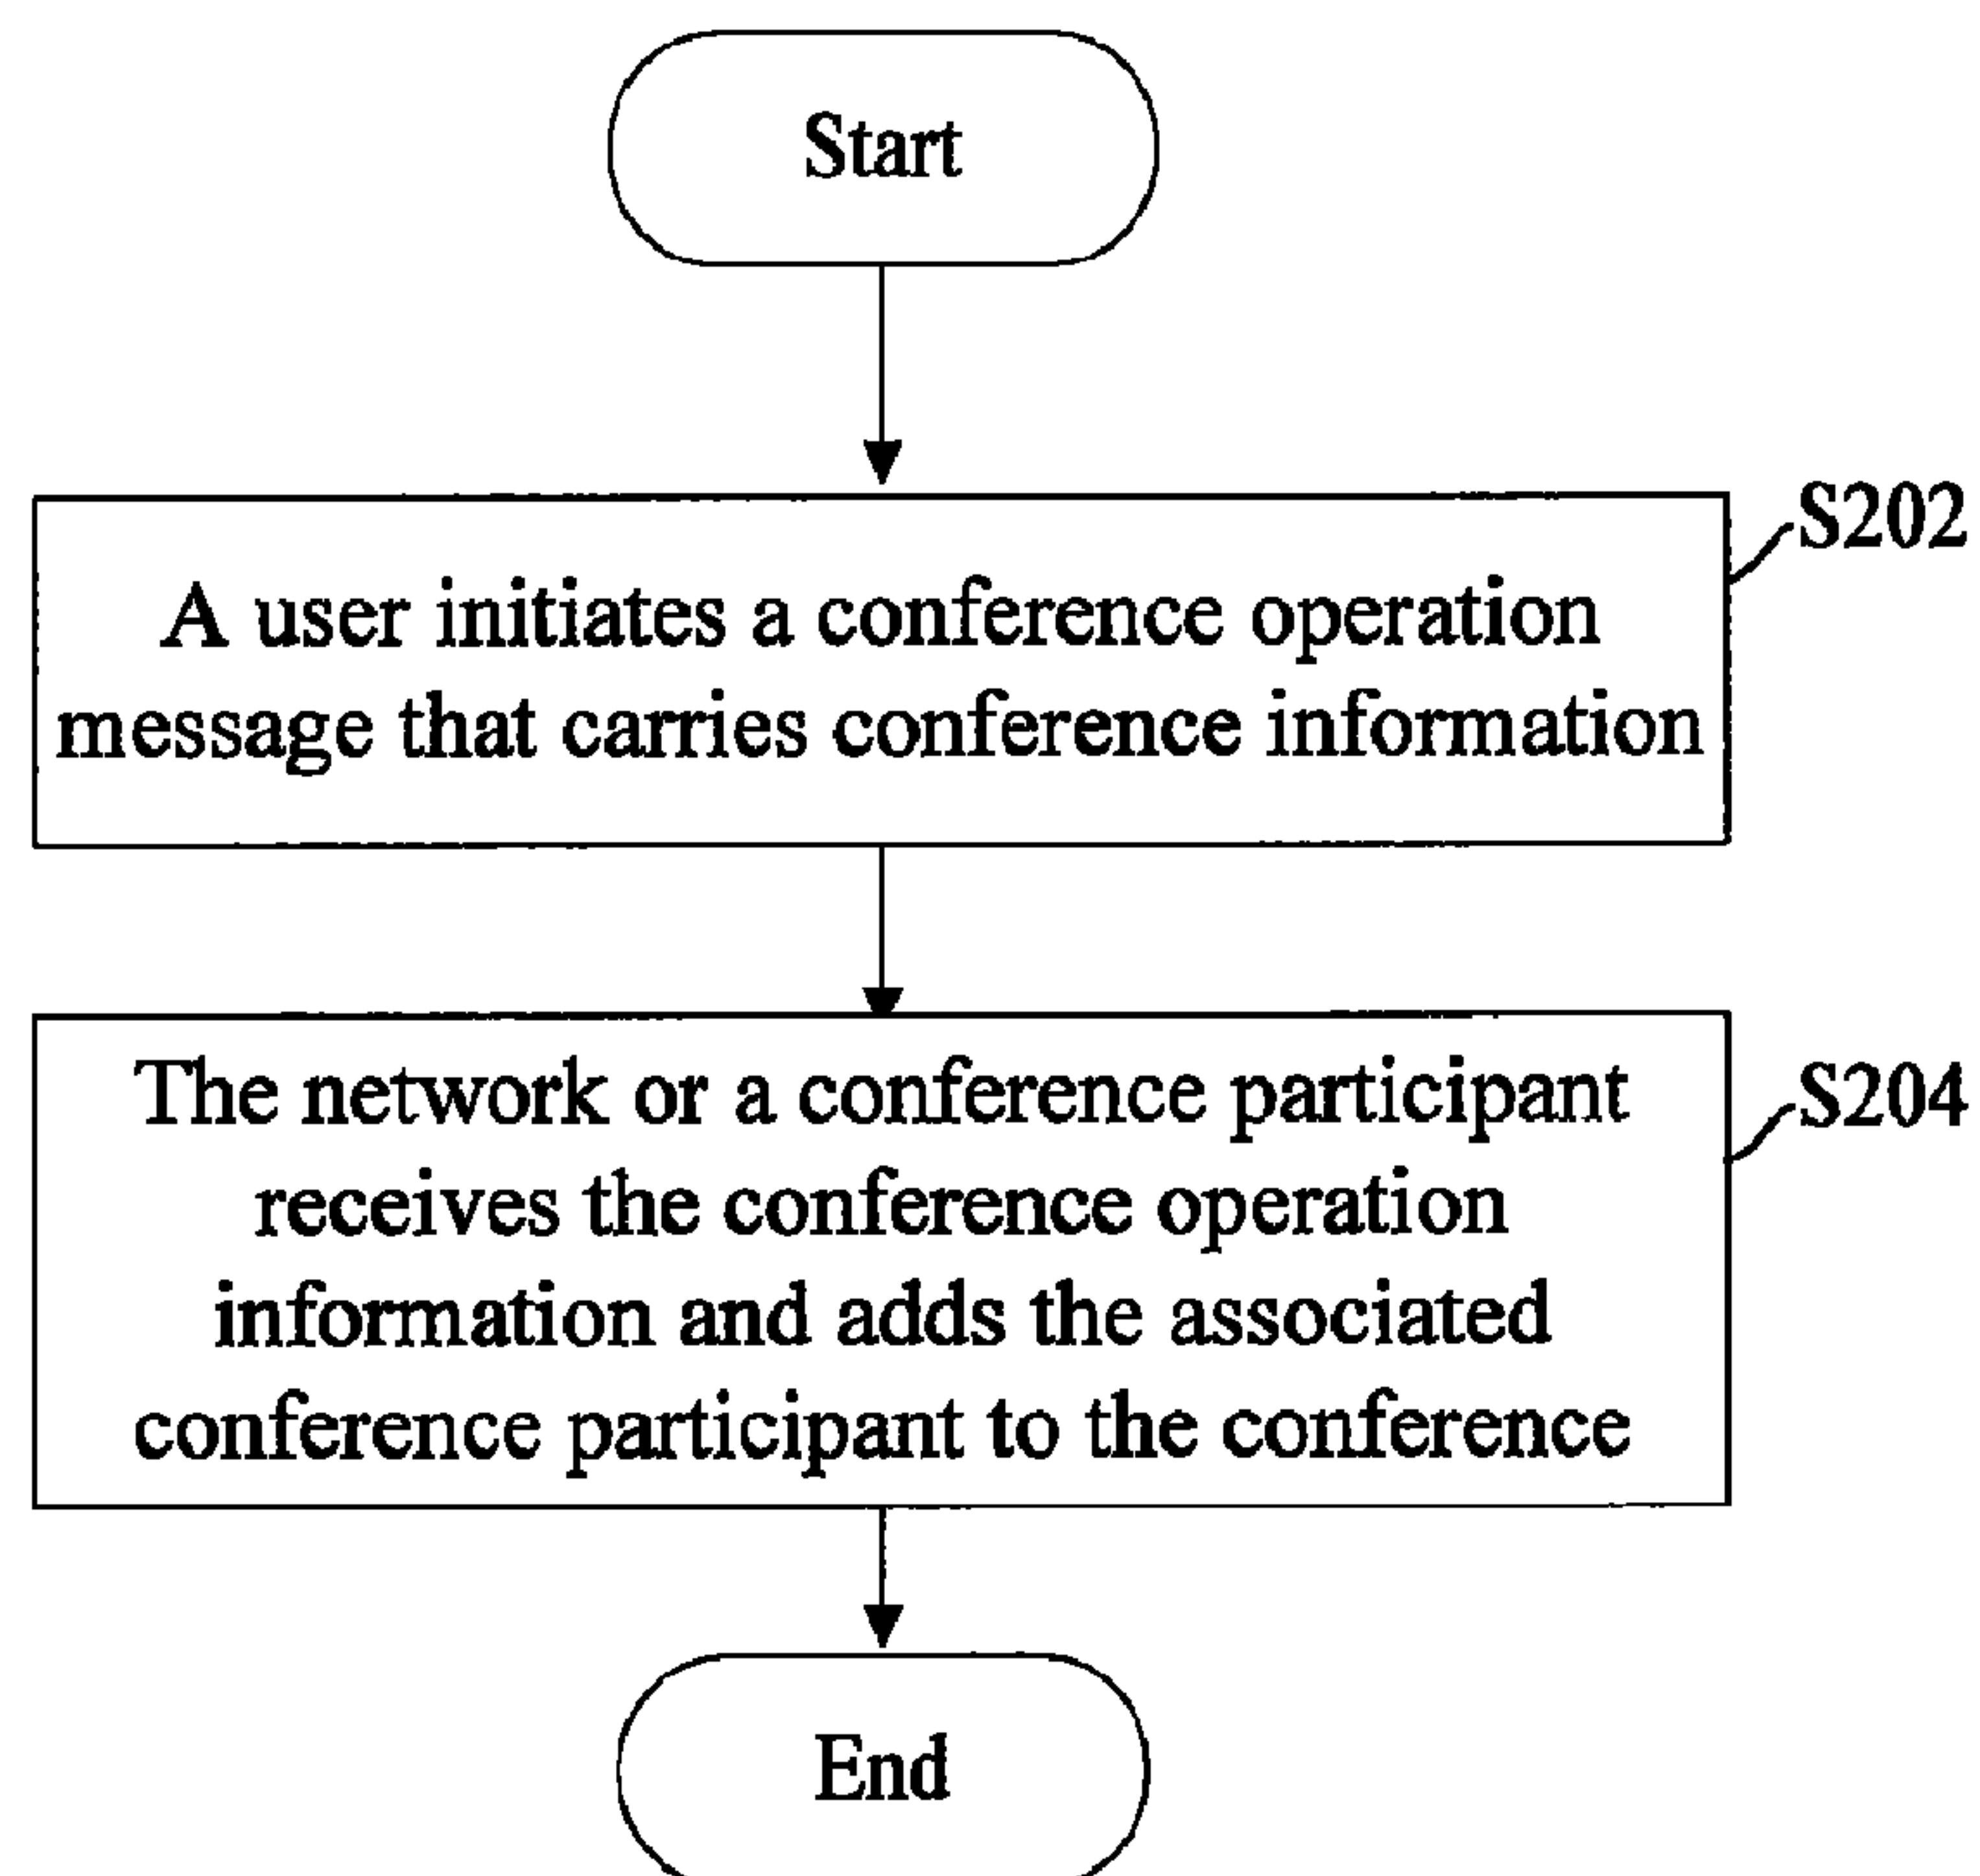 Start
S202
A user initiates a conference operation
message that carries conference information
S204
The network or a conference participant
receives the conference operation
information and adds the associated
conference participant to the conference
End